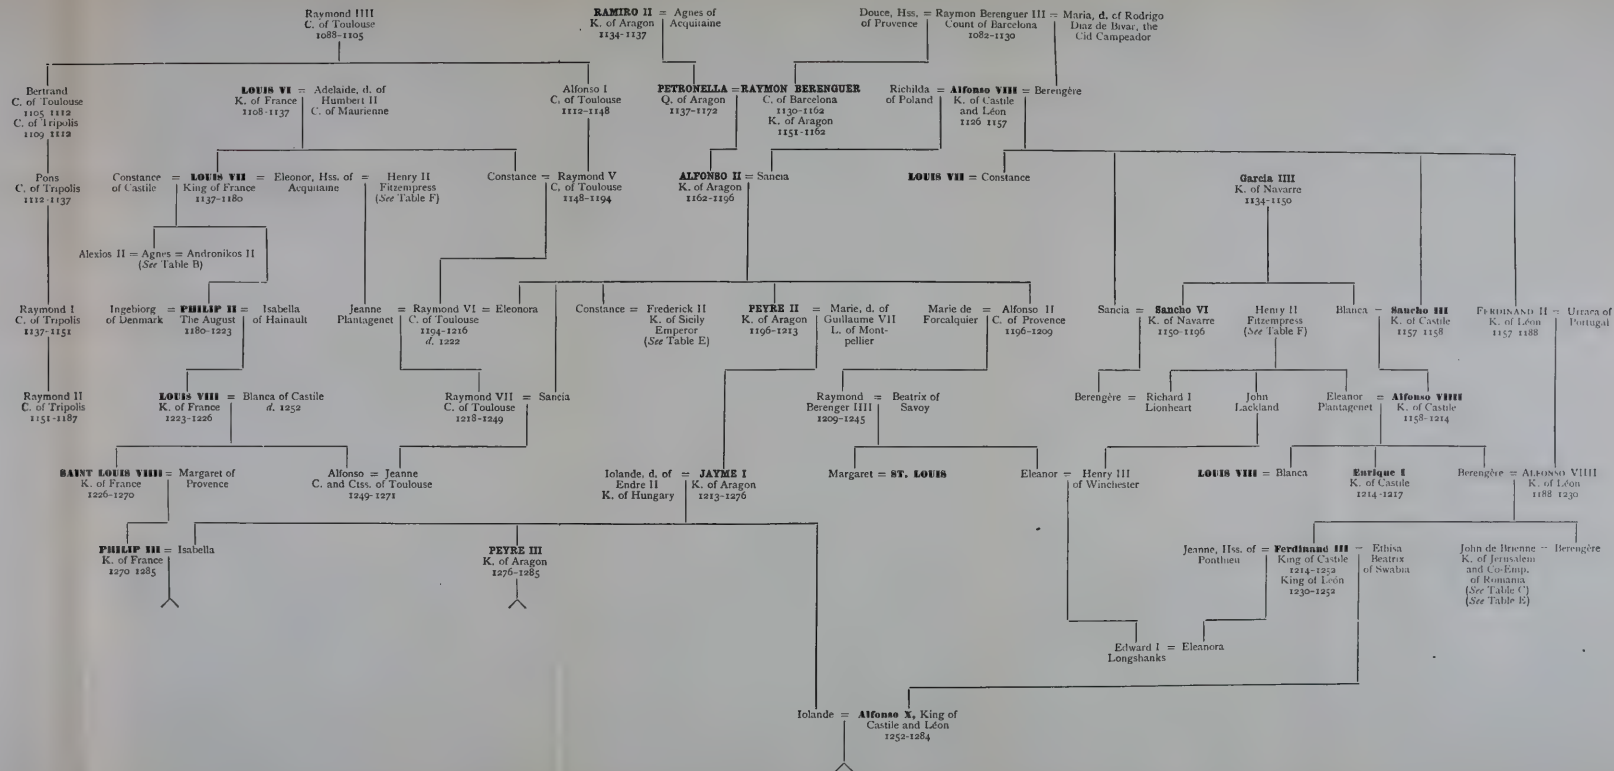 Raymond IIII
C. of Toulouse
1088-1105
RAMIRO II = Agnes of
K. of Aragon Acquitaine
1134-1137
Douce, Hss. = Raymon Berenguer III = Maria, d. of Rodrigo
of Provence Count of Barcelona Diaz de Bivar, the
1082-1130 Cid Campeador
Bertrand
C. of Toulouse
1105 1112
C. of Tripolis
1109 1112
LOUIS VI = Adelaide, d. of
K. of France Humbert II
1108-1137 C. of Maurienne
Alfonso I
C. of Toulouse
1112-1148
PETRONELLA = RAYMON BERENGUER
Q. of Aragon C. of Barcelona
1137-1172 1130-1162
K. of Aragon
1151-1162
Richilda = Alfonso VIII = Berengère
of Poland K. of Castile
and Léon
1126 1157
Pons
C. of Tripolis
1112-1137
Constance = LOUIS VII = Eleonor, Hss. of = Henry II
of Castile King of France Acquitaine Fitzempress
1137-1180 (See Table F)
Constance = Raymond V
C. of Toulouse
1148-1194
ALFONSO II = Sancia
K. of Aragon
1162-1196
LOUIS VII = Constance
Garcia IIII
K. of Navarre
1134-1150
Alexios II = Agnes = Andronikos II
(See Table B)
Raymond I
C. of Tripolis
1137-1151
Ingebiorg = PHILIP II = Isabella
of Denmark The August of Hainault
1180-1223
Jeanne = Raymond VI = Eleonora
Plantagenet C. of Toulouse
1194-1216
d. 1222
Constance = Frederick II
K. of Sicily
Emperor
(See Table E)
PEYRE II = Marie, d. of
K. of Aragon Guillaume VII
1196-1213 L. of Mont-
pellier
Marie de = Alfonso II
Forcalquier C. of Provence
1196-1209
Sancia = Sancho VI
K. of Navarre
1150-1196
Henry II
Fitzempress
(See Table F)
Blanca = Sancho III
K. of Castile
1157 1158
FERDINAND II = Urraca of
K. of Léon Portugal
1157 1188
Raymond II
C. of Tripolis
1151-1187
LOUIS VIII = Blanca of Castile
K. of France d. 1252
1223-1226
Raymond VII = Sancia
C. of Toulouse
1218-1249
Raymond = Beatrix of
Berenger IIII Savoy
1209-1245
Berengère = Richard I
Lionheart
John
Lackland
Eleanor = Alfonso VIIII
Plantagenet K. of Castile
1158-1214
SAINT LOUIS VIIII = Margaret of
K. of France Provence
1226-1270
Alfonso = Jeanne
C. and Ctss. of Toulouse
1249-1271
Iolande, d. of = JAYME I
Endre II K. of Aragon
K. of Hungary 1213-1276
Margaret = ST. LOUIS
Eleanor = Henry III
of Winchester
LOUIS VIII = Blanca
Enrique I
K. of Castile
1214-1217
Berengère = ALFONSO VIIII
K. of Léon
1188 1230
PHILIP III = Isabella
K. of France
1270 1285
PEYRE III
K. of Aragon
1276-1285
Jeanne, Hss. of = Ferdinand III = Ethisa
Ponthieu King of Castile Beatrix
1214-1252 of Swabia
King of León
1230-1252
John de Brienne = Berengère
K. of Jerusalem
and Co-Emp.
of Romania
(See Table C)
(See Table E)
Edward I = Eleanora
Longshanks
Iolande = Alfonso X, King of
Castile and Léon
1252-1284